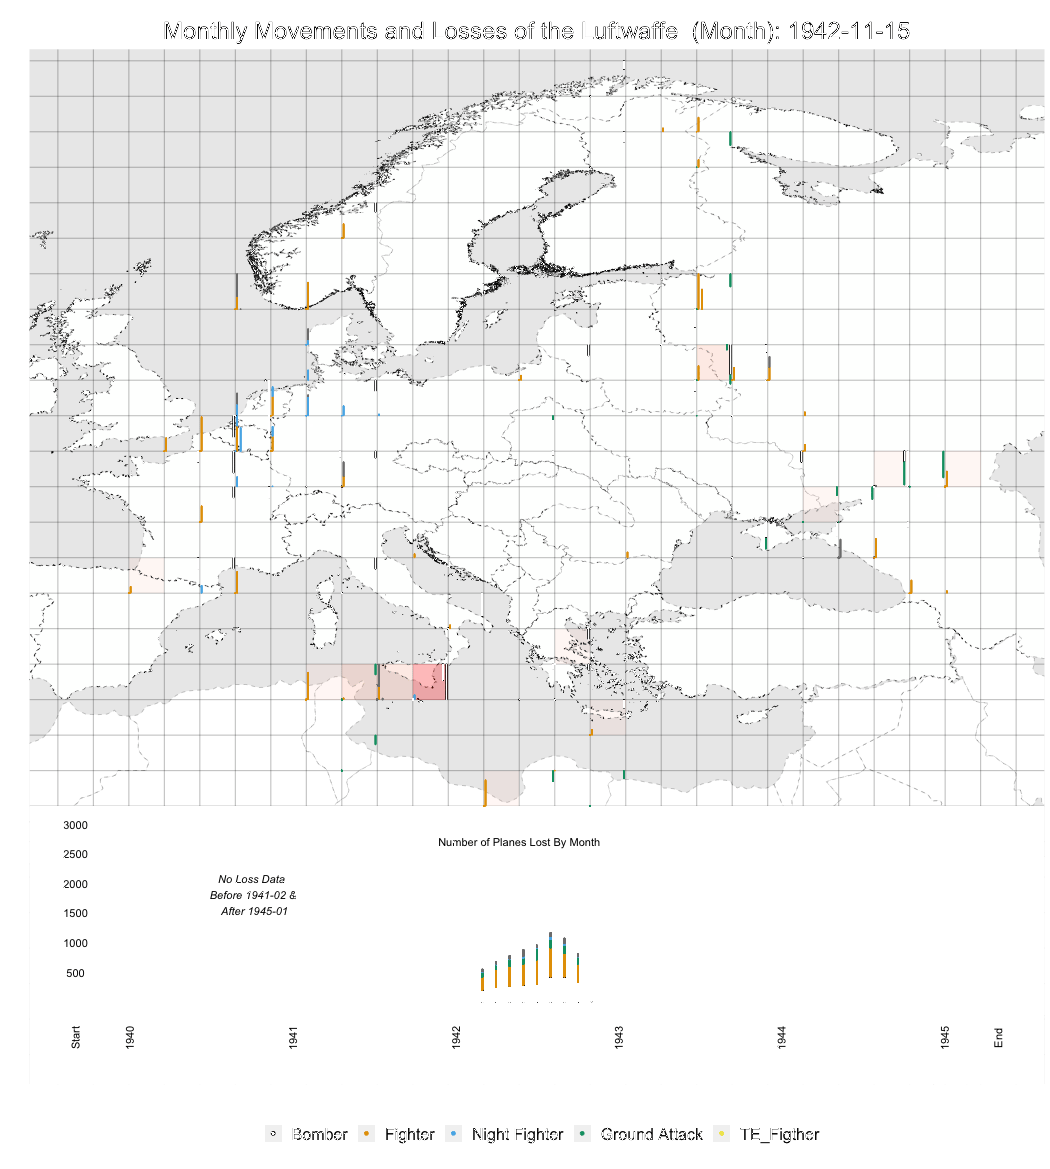 Monthly Movements and Losses of the Luftwaffe (Month): 1942-11-15
3000
Number of Planes Lost By Month
2500
No Loss Data
2000
Before 1941-02 &
1500
After 1945-01
1000
500
Start
1940
1941
1942
1943
1944
1945
End
Bomber
Fighter
Night Fighter
Ground Attack
TE_Figther